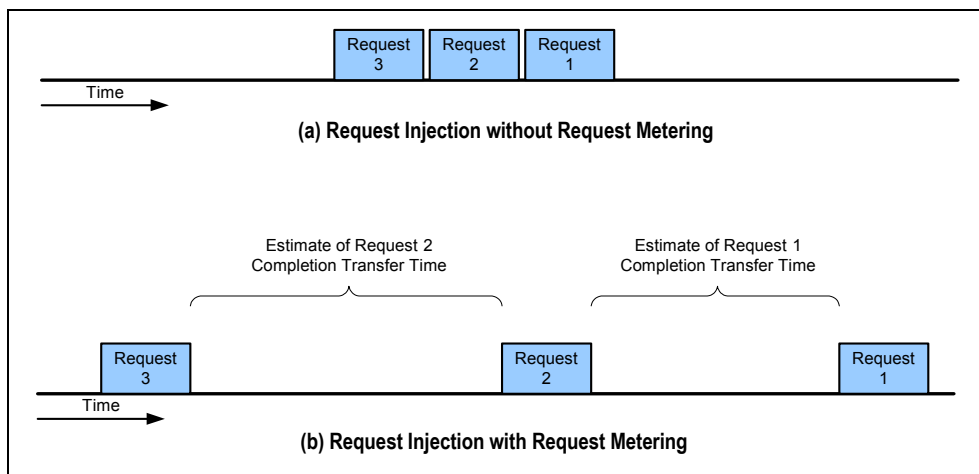 Request
3
Request
2
Request
1
Time
(a) Request Injection without Request Metering
Estimate of Request 2
Completion Transfer Time
Estimate of Request 1
Completion Transfer Time
Request
3
Request
2
Request
1
Time
(b) Request Injection with Request Metering